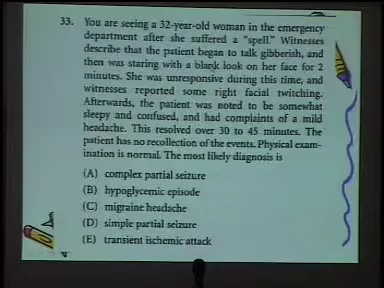 33. You are seeing a 32-year-old woman in the emergency
department after she suffered a "spell." Witnesses
describe that the patient began to talk gibberish, and
then was staring with a blank look on her face for 2
minutes. She was unresponsive during this time, and
witnesses reported some right facial twitching.
Afterwards, the patient was noted to be somewhat
sleepy and confused, and had complaints of a mild
headache. This resolved over 30 to 45 minutes. The
patient has no recollection of the events. Physical exam-
ination is normal. The most likely diagnosis is
(A) complex partial seizure
(B) hypoglycemic episode
(C) migraine headache
(D) simple partial seizure
(E) transient ischemic attack